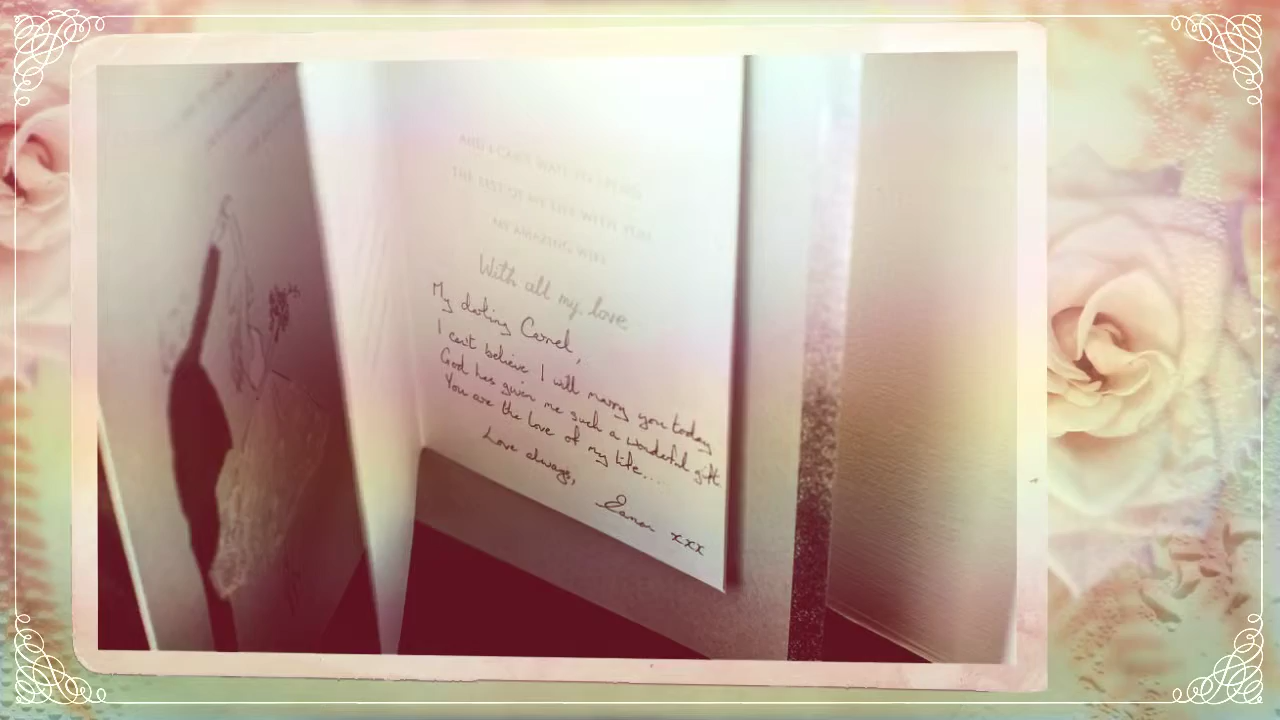 AND I CAN'T WAIT TO SPEND
THE REST OF MY LIFE WITH YOU
MY AMAZING WIFE
With all my love
My darling Carol,
I can't believe I will marry you today
God has given me such a wonderful gift.
You are the love of my life....
Love always,
xxx